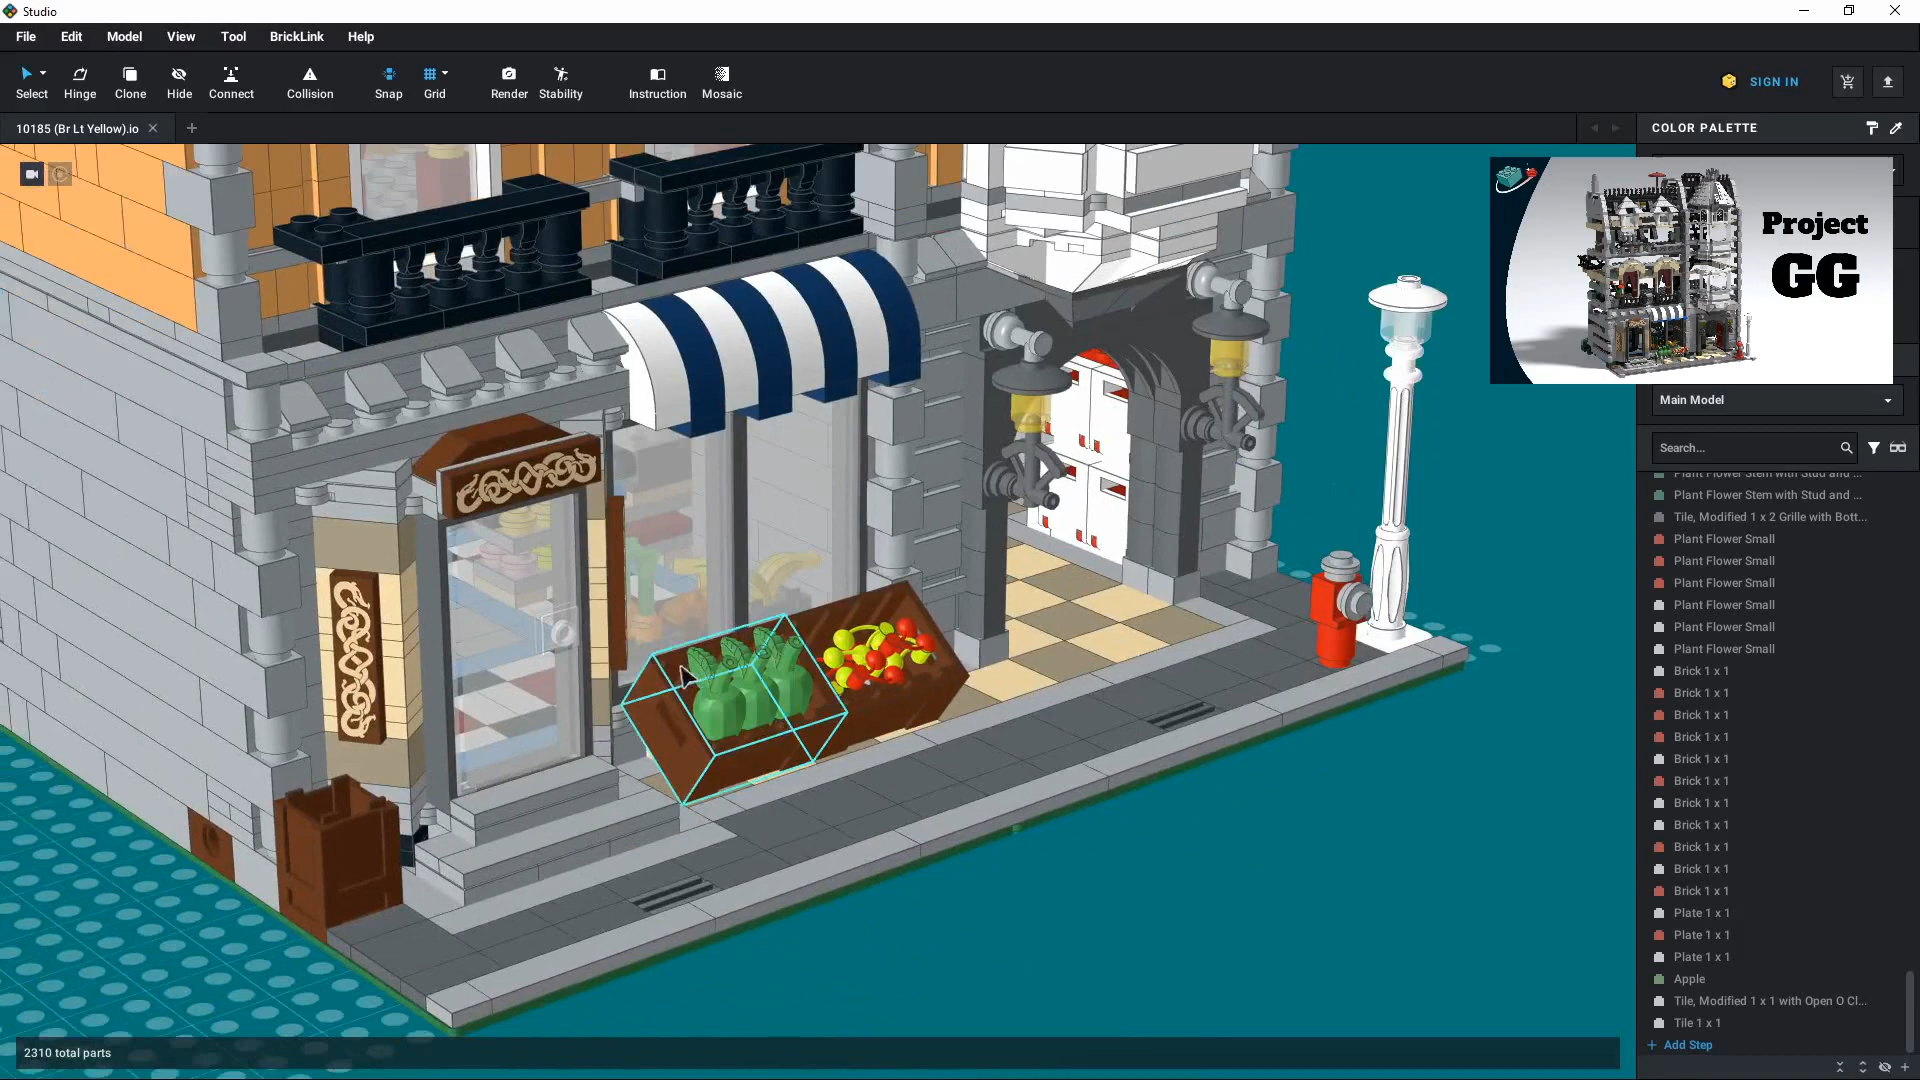 Studio
File Edit Model View Tool BrickLink Help
Select Hinge Clone Hide Connect Collision Snap Grid Render Stability Instruction Mosaic
SIGN IN
10185 (Br Lt Yellow).io
COLOR PALETTE
Project
GG
Main Model
Search...
Plant Flower Stem with Stud and ...
Plant Flower Stem with Stud and ...
Tile, Modified 1 x 2 Grille with Bott...
Plant Flower Small
Plant Flower Small
Plant Flower Small
Plant Flower Small
Plant Flower Small
Plant Flower Small
Brick 1 x 1
Brick 1 x 1
Brick 1 x 1
Brick 1 x 1
Brick 1 x 1
Brick 1 x 1
Brick 1 x 1
Brick 1 x 1
Brick 1 x 1
Brick 1 x 1
Brick 1 x 1
Plate 1 x 1
Plate 1 x 1
Plate 1 x 1
Apple
Tile, Modified 1 x 1 with Open O Cl...
Tile 1 x 1
+ Add Step
2310 total parts